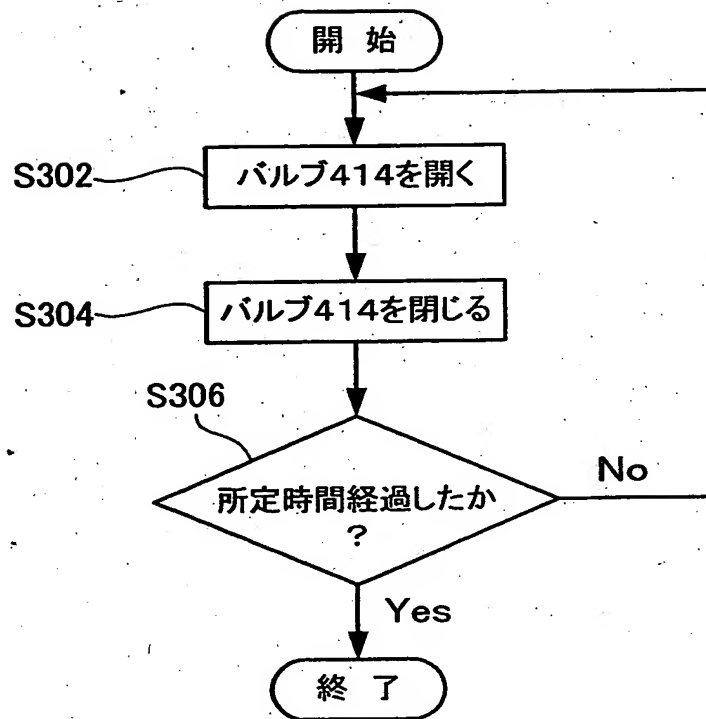 開 始
S302
バルブ414を開く
S304
バルブ414を閉じる
S306
所定時間経過したか
?
No
Yes
終 了